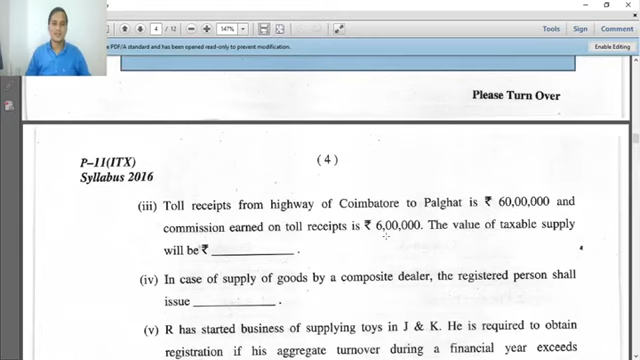 4 / 12
147%
Tools
Sign
Comment
PDF/A standard and has been opened read-only to prevent modification.
Enable Editing
Please Turn Over
P–11(ITX)
Syllabus 2016
(4)
(iii) Toll receipts from highway of Coimbatore to Palghat is ₹ 60,00,000 and
commission earned on toll receipts is ₹ 6,00,000. The value of taxable supply
will be ₹ __________ .
(iv) In case of supply of goods by a composite dealer, the registered person shall
issue __________ .
(v) R has started business of supplying toys in J & K. He is required to obtain
registration if his aggregate turnover during a financial year exceeds